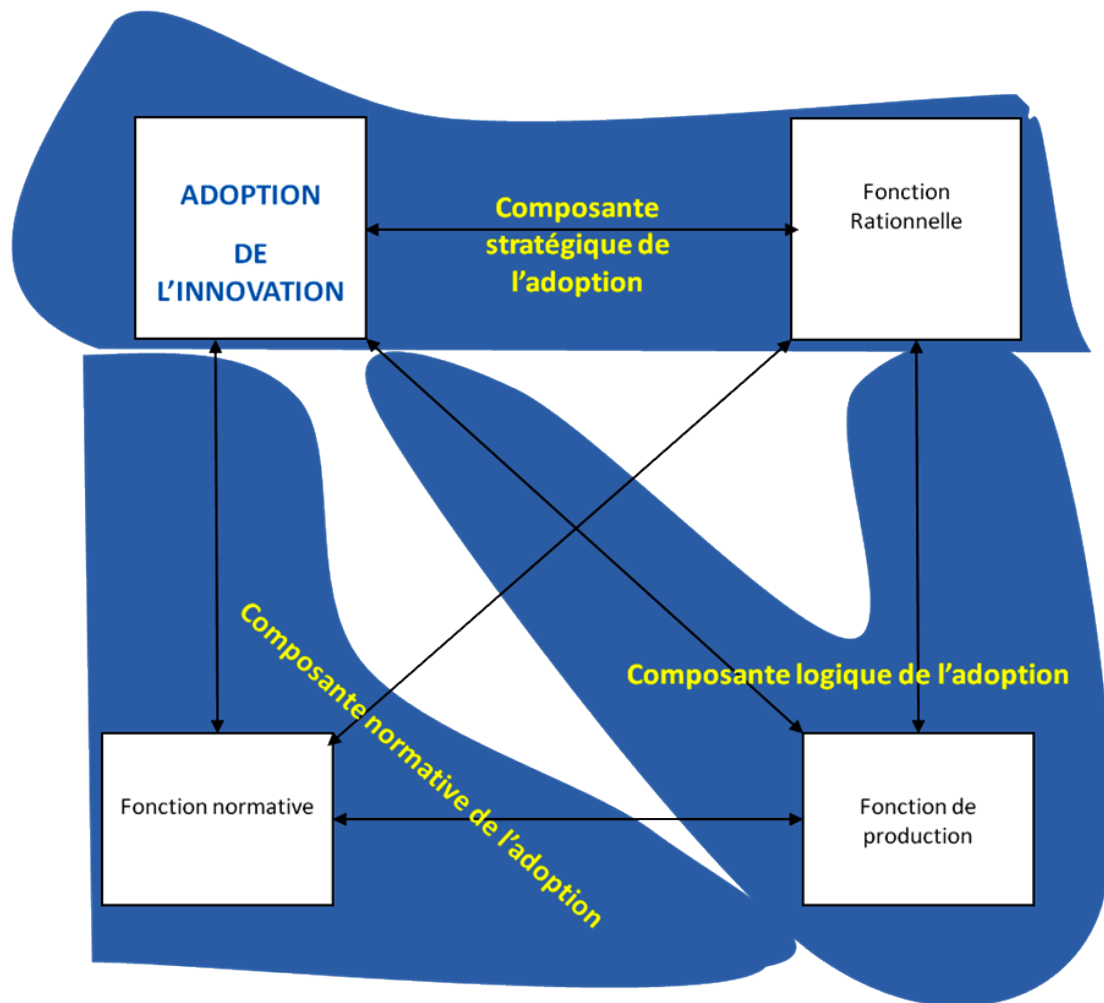 ADOPTION
DE
L’INNOVATION
Composante
stratégique de
l’adoption
Fonction
Rationnelle
Composante normative de l’adoption
Composante logique de l’adoption
Fonction normative
Fonction de
production